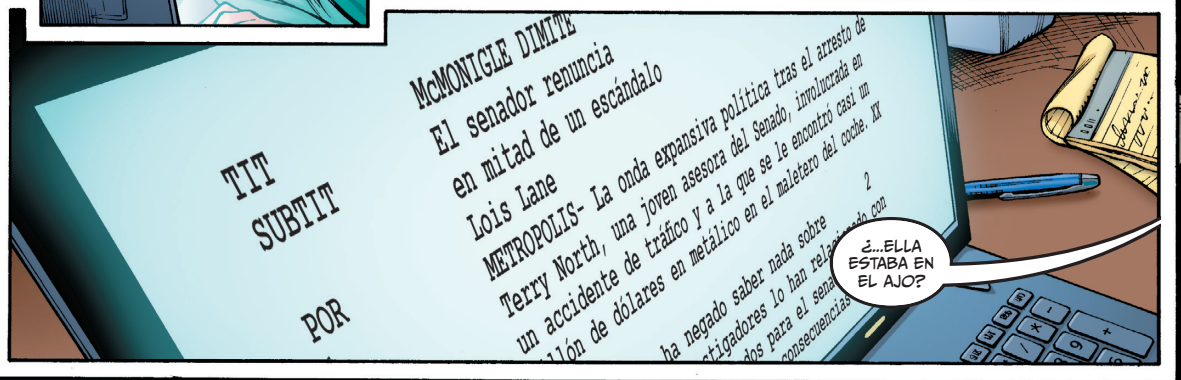 TIT
SUBTIT
POR
McMONIGLE DIMITE
El senador renuncia
en mitad de un escándalo
Lois Lane
METROPOLIS- La onda expansiva política tras el arresto de
Terry North, una joven asesora del Senado, involucrada en
un accidente de tráfico y a la que se le encontró casi un
llón de dólares en metálico en el maletero del coche. XX
2
ha negado saber nada sobre
stigadores lo han relacionado con
dos para el sena
consecuencias
¿...ELLA
ESTABA EN
EL AJO?